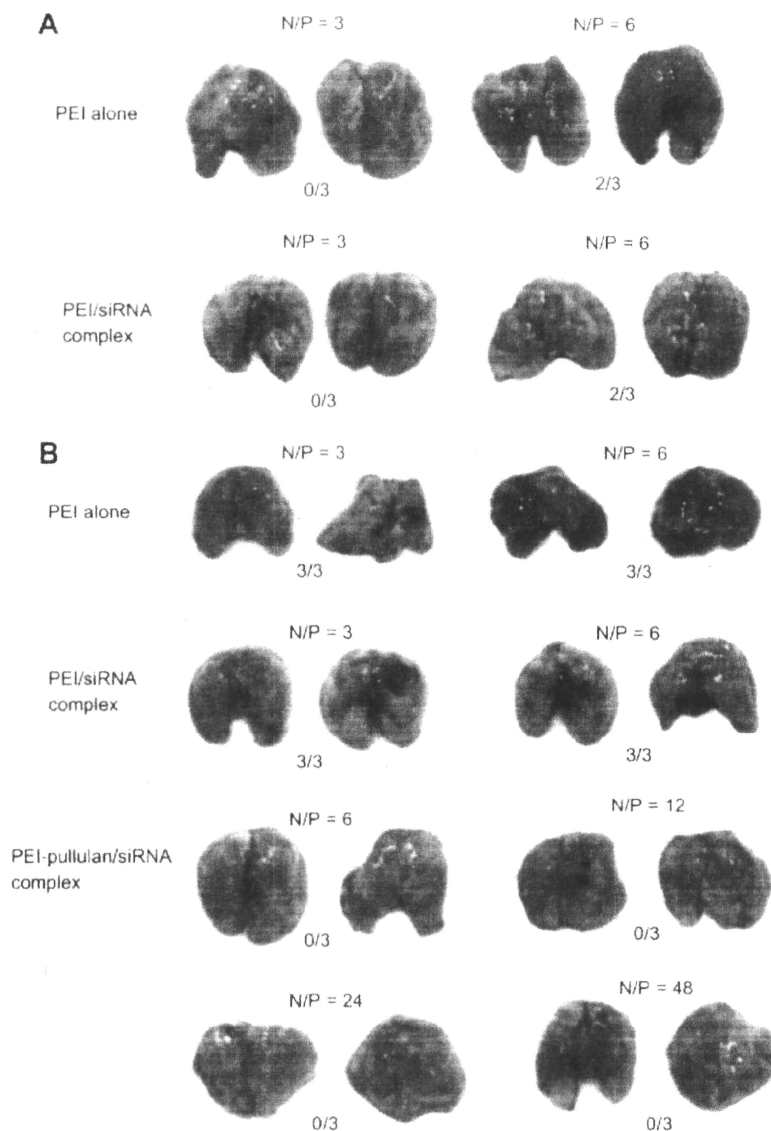 A
N/P = 3
N/P = 6
PEI alone
0/3
2/3
N/P = 3
N/P = 6
PEI/siRNA
complex
0/3
2/3
B
N/P = 3
N/P = 6
PEI alone
3/3
3/3
N/P = 3
N/P = 6
PEI/siRNA
complex
3/3
3/3
N/P = 6
N/P = 12
PEI-pullulan/siRNA
complex
0/3
0/3
N/P = 24
N/P = 48
0/3
0/3